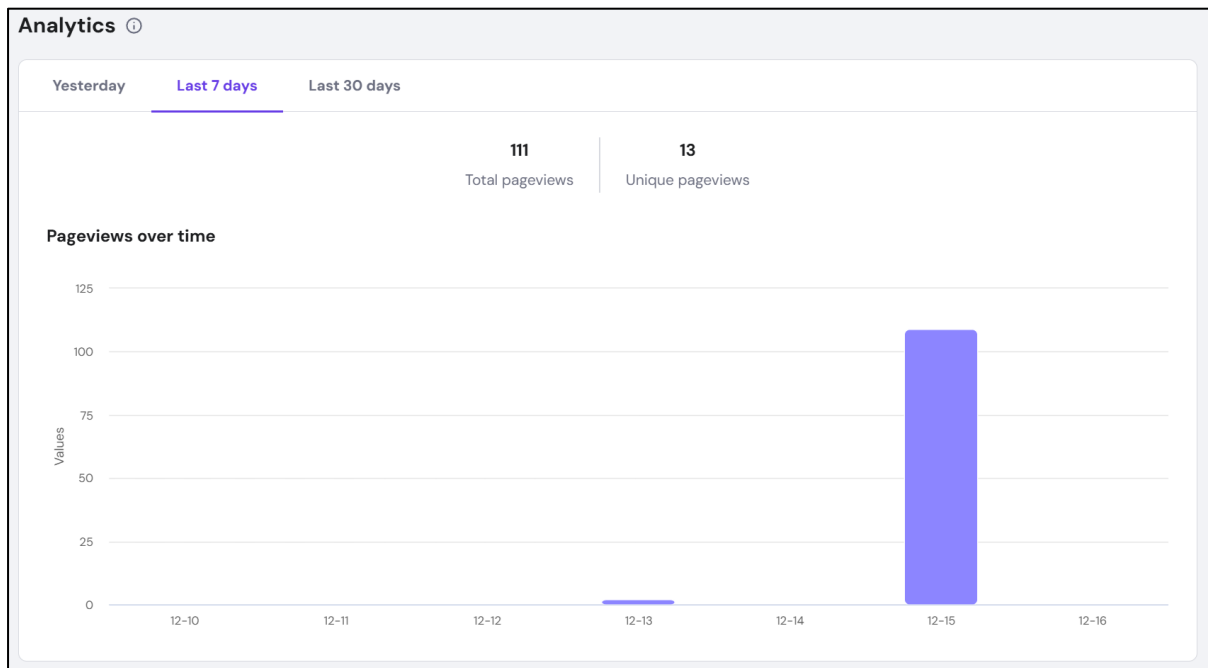 Analytics
Yesterday Last 7 days Last 30 days
111 13
Total pageviews Unique pageviews
Pageviews over time
125
100
75
Values
50
25
0
12-10 12-11 12-12 12-13 12-14 12-15 12-16